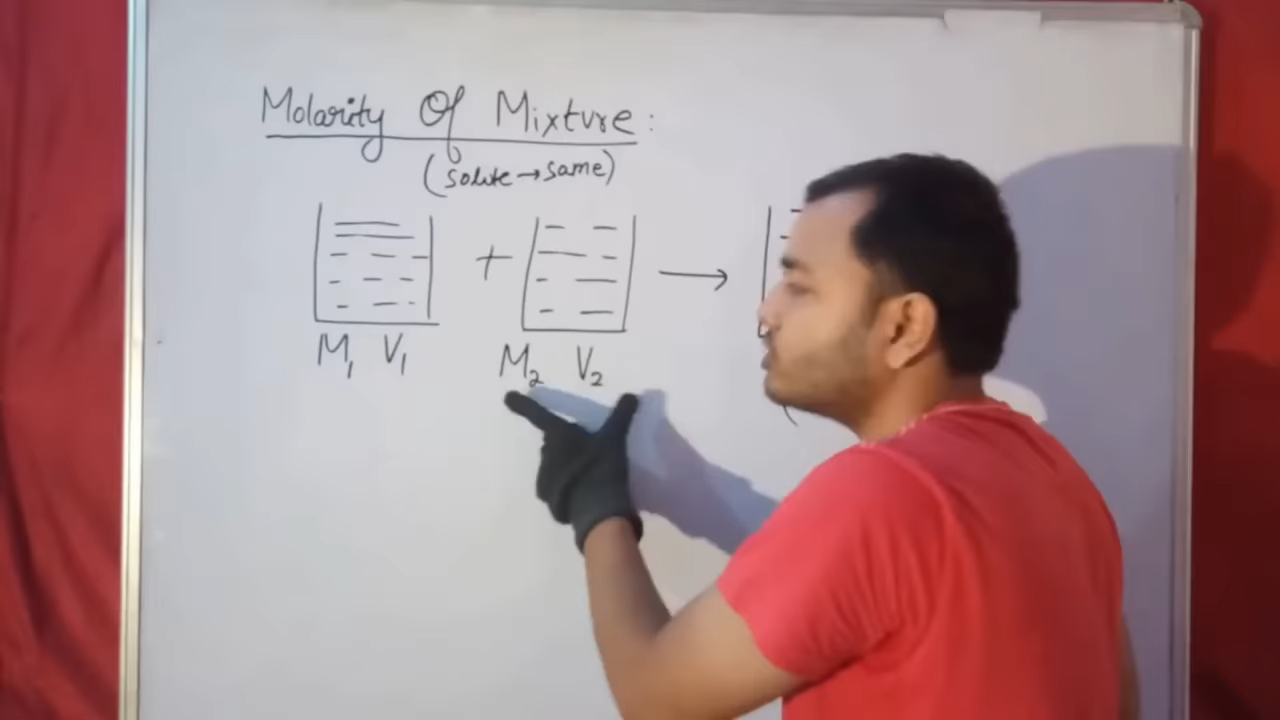 Molarity Of Mixture:
(solute→same)
+ →
M₁ V₁ M₂ V₂